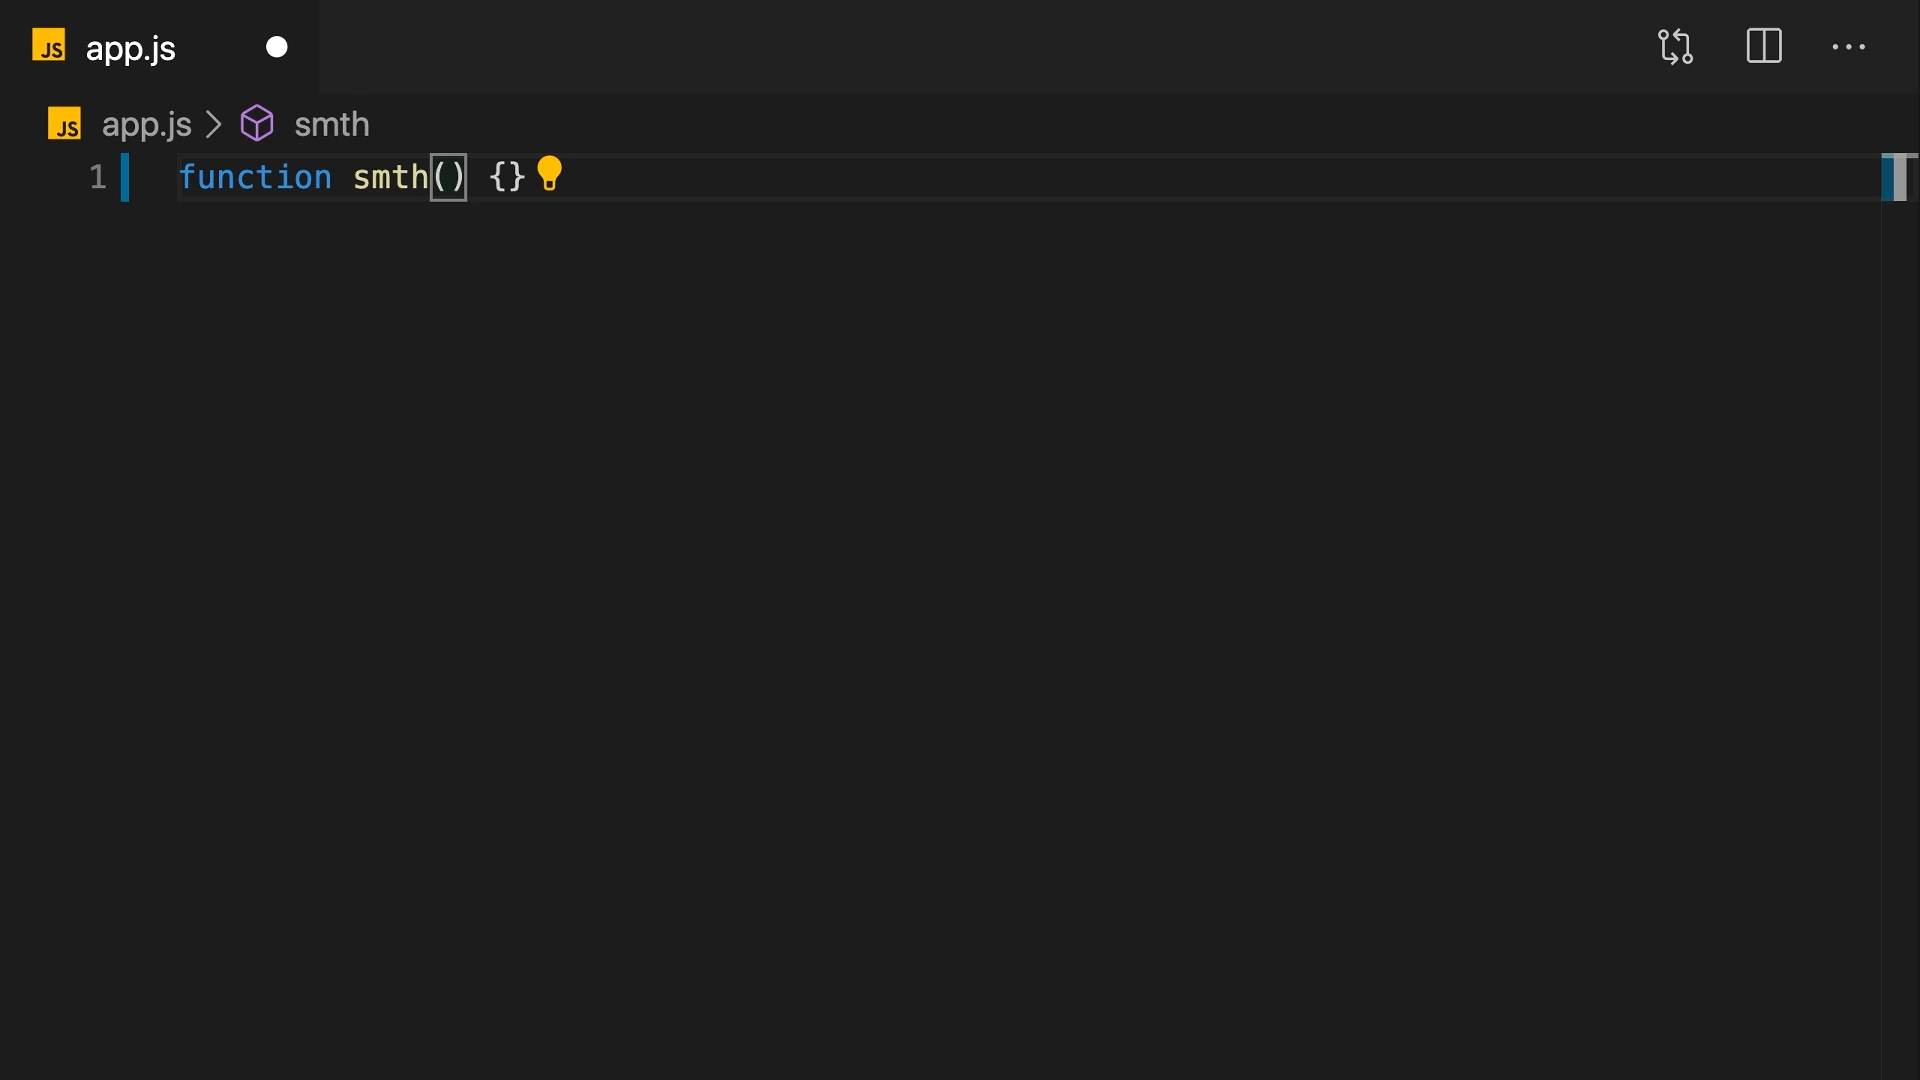 JS app.js
JS app.js > smth
1 function smth() {}